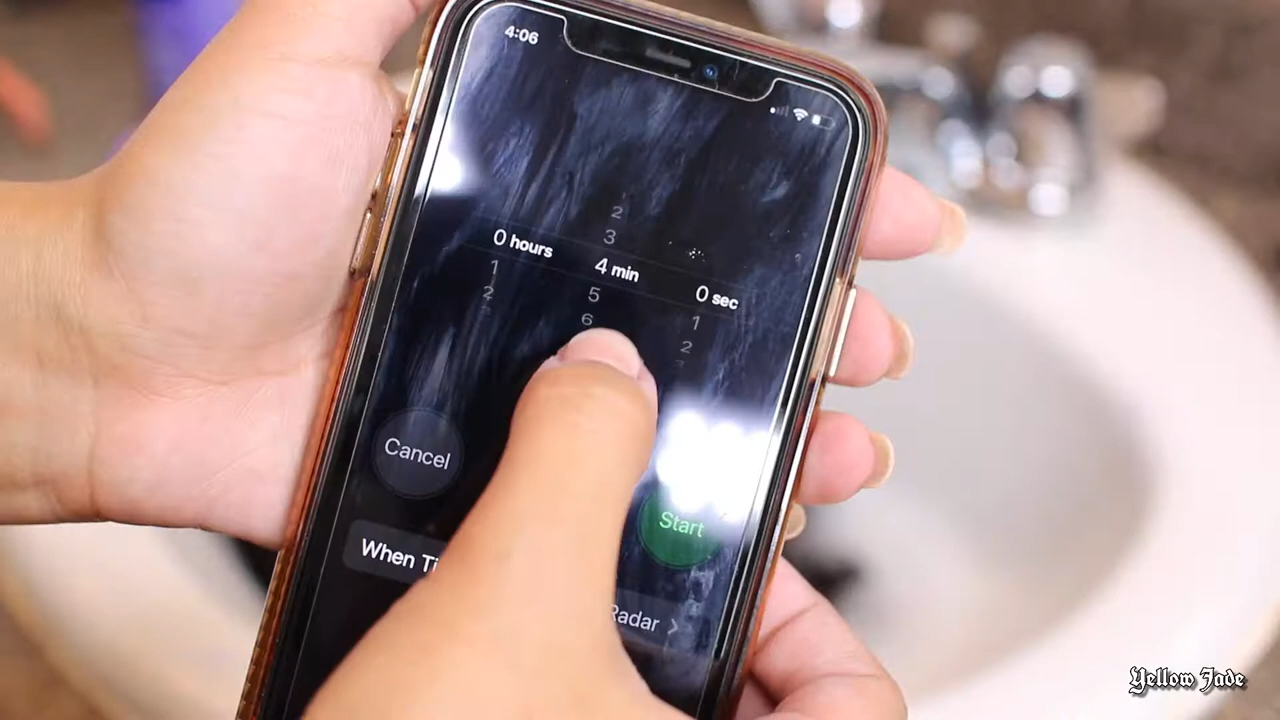 4:06
2
3
0 hours 4 min 0 sec
1 5 1
2 6 2
Cancel
Start
When Ti
Radar >
Yellow Jade